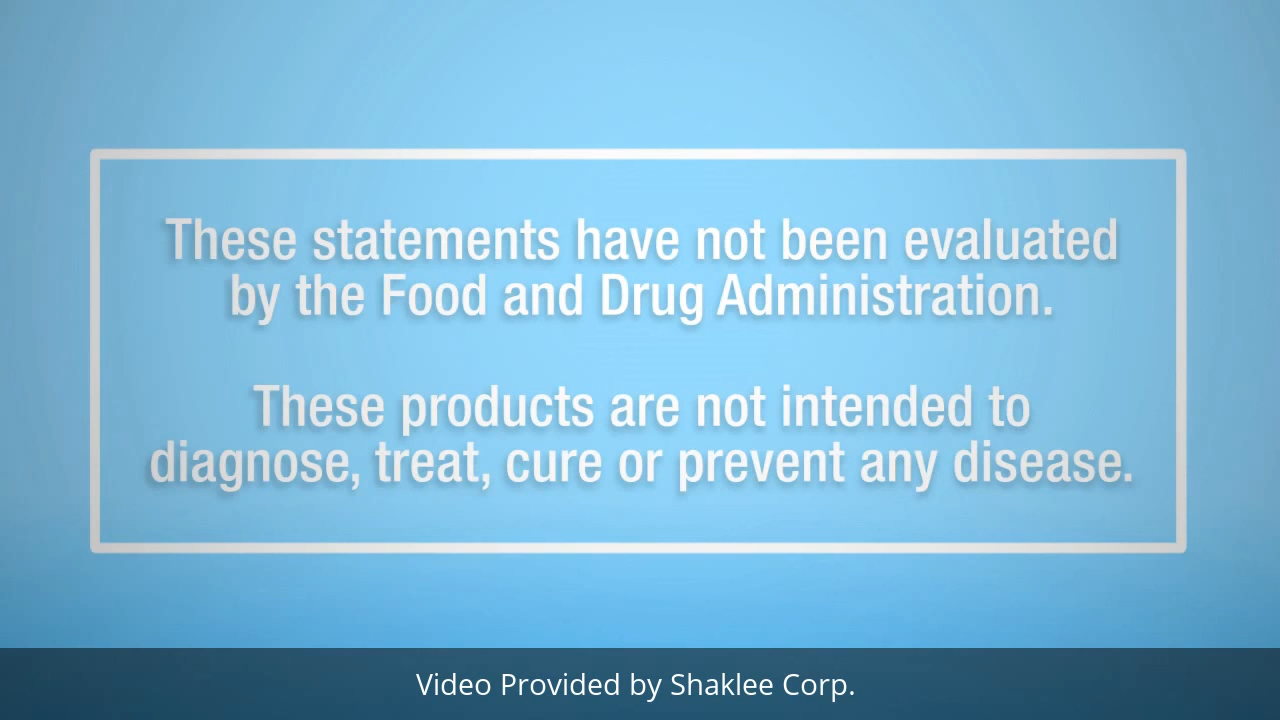 These statements have not been evaluated
by the Food and Drug Administration.
These products are not intended to
diagnose, treat, cure or prevent any disease.
Video Provided by Shaklee Corp.